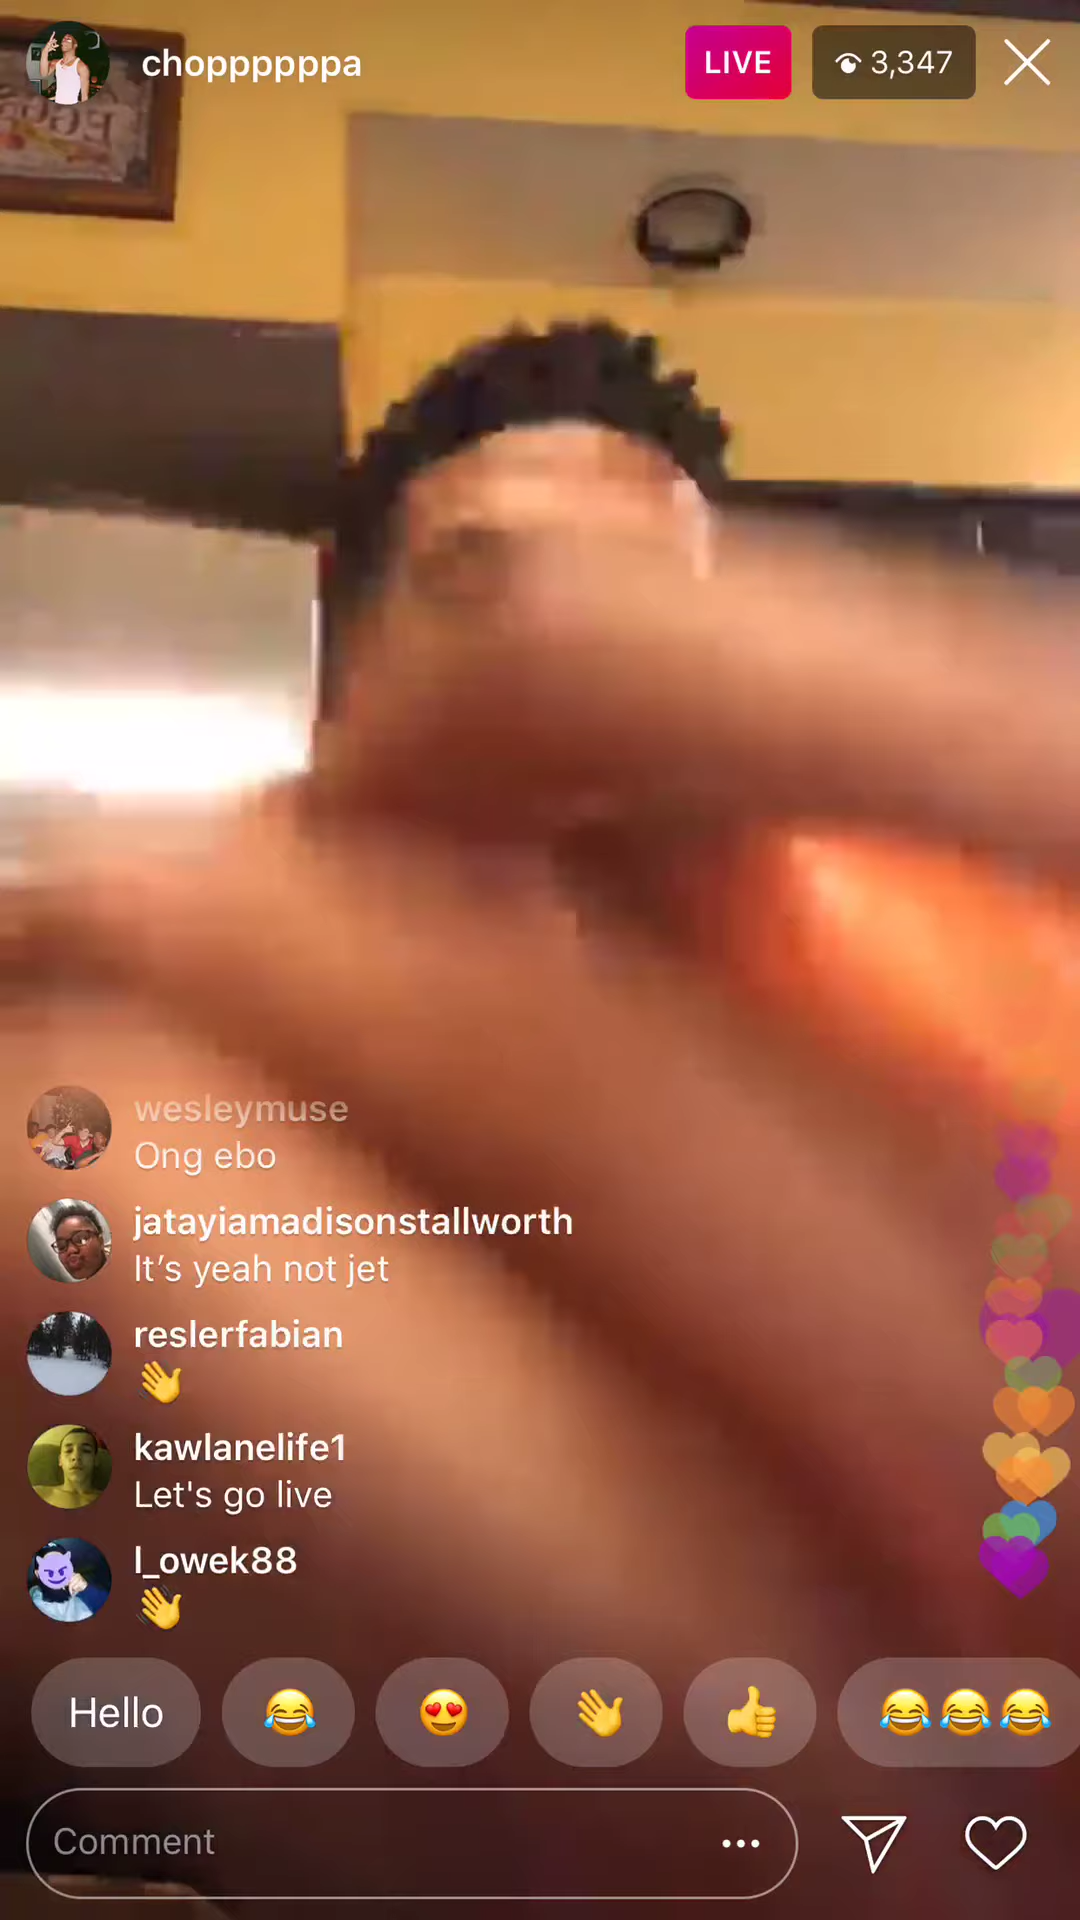 choppppppa
LIVE
3,347
wesleymuse
Ong ebo
jatayiamadisonstallworth
It’s yeah not jet
reslerfabian
👋
kawlanelife1
Let's go live
l_owek88
👋
Hello 😂 😍 👋 👍 😂😂😂
Comment